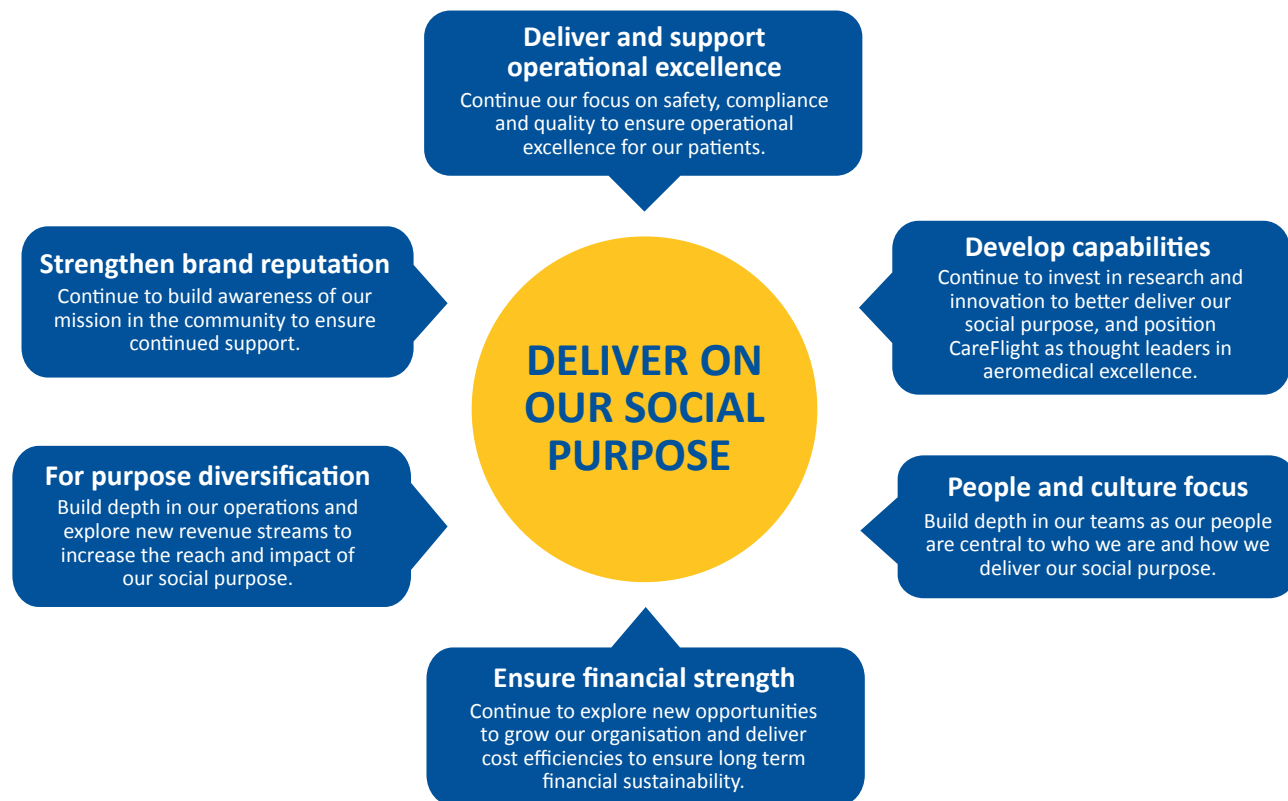 Deliver and support
operational excellence
Continue our focus on safety, compliance
and quality to ensure operational
excellence for our patients.
Strengthen brand reputation
Continue to build awareness of our
mission in the community to ensure
continued support.
Develop capabilities
Continue to invest in research and
innovation to better deliver our
social purpose, and position
CareFlight as thought leaders in
aeromedical excellence.
DELIVER ON
OUR SOCIAL
PURPOSE
For purpose diversification
Build depth in our operations and
explore new revenue streams to
increase the reach and impact of
our social purpose.
People and culture focus
Build depth in our teams as our people
are central to who we are and how we
deliver our social purpose.
Ensure financial strength
Continue to explore new opportunities
to grow our organisation and deliver
cost efficiencies to ensure long term
financial sustainability.